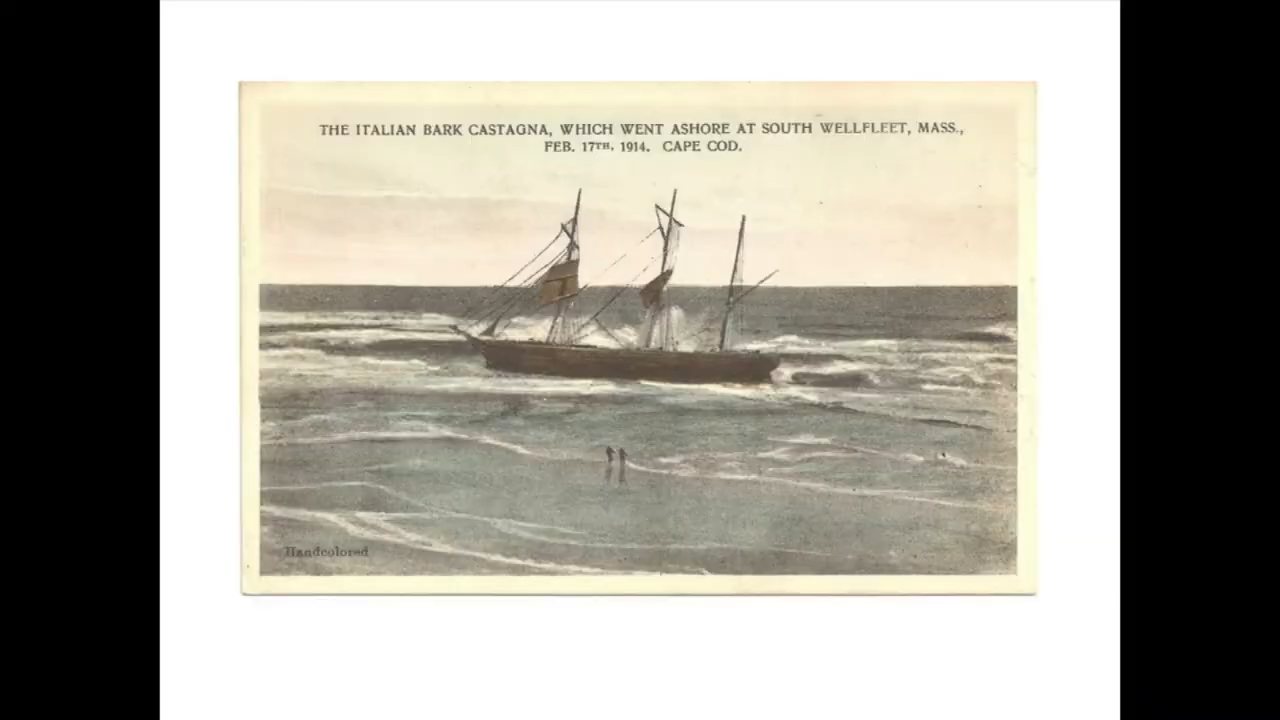 THE ITALIAN BARK CASTAGNA, WHICH WENT ASHORE AT SOUTH WELLFLEET, MASS.,
FEB. 17TH, 1914. CAPE COD.
Handcolored